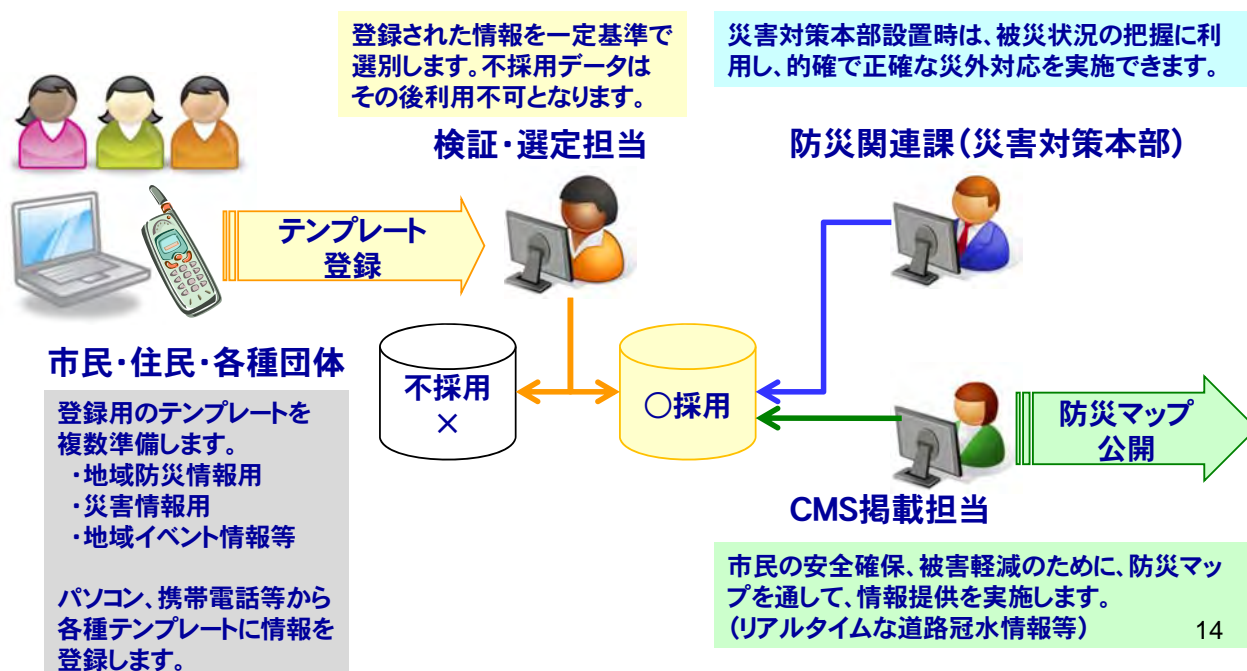 登録された情報を一定基準で
選別します。不採用データは
その後利用不可となります。
災害対策本部設置時は、被災状況の把握に利
用し、的確で正確な災外対応を実施できます。
検証・選定担当
防災関連課(災害対策本部)
テンプレート
登録
市民・住民・各種団体
不採用
×
○採用
防災マップ
公開
CMS掲載担当
登録用のテンプレートを
複数準備します。
・地域防災情報用
・災害情報用
・地域イベント情報等
パソコン、携帯電話等から
各種テンプレートに情報を
登録します。
市民の安全確保、被害軽減のために、防災マッ
プを通して、情報提供を実施します。
(リアルタイムな道路冠水情報等)
14